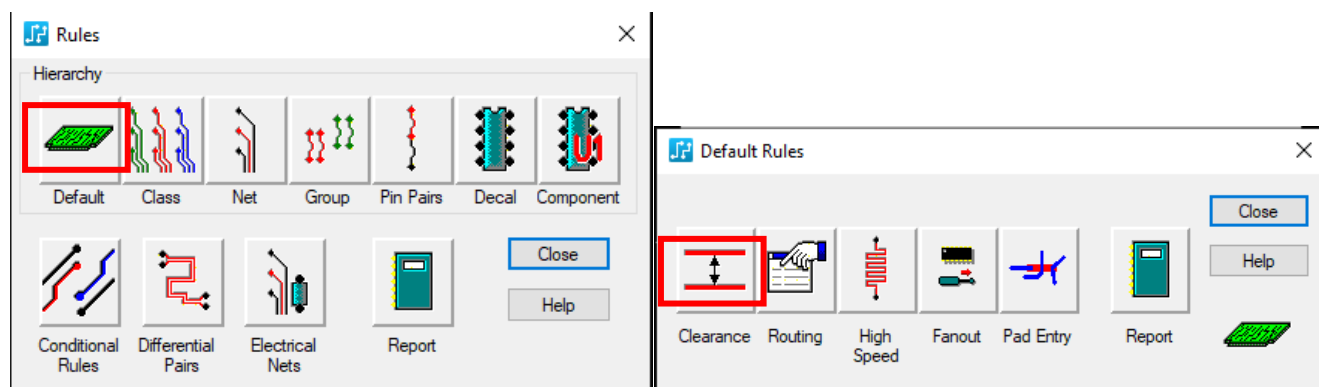 Rules
Hierarchy
U1
Default Class Net Group Pin Pairs Decal Component
Close
Help
Conditional
Rules
Differential
Pairs
Electrical
Nets
Report
Default Rules
Close
Help
Clearance Routing High
Speed
Fanout Pad Entry Report